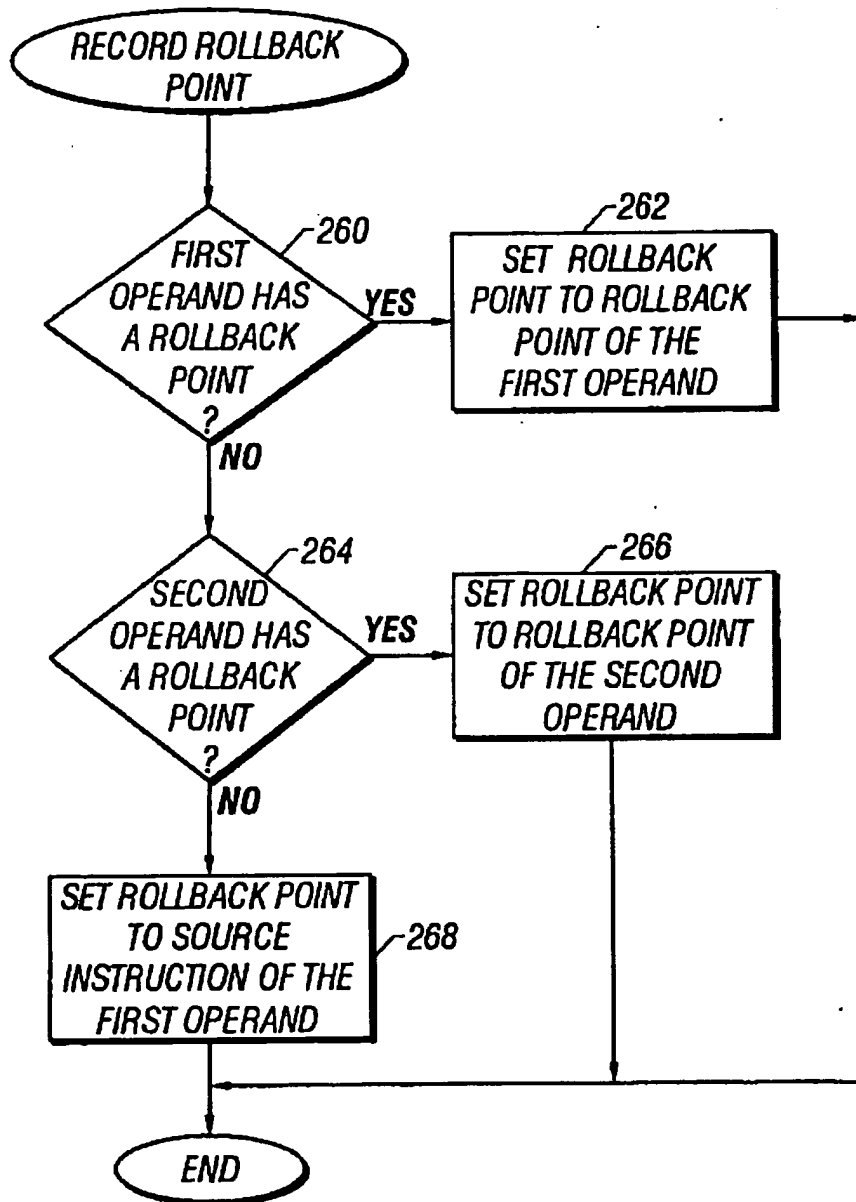 RECORD ROLLBACK
POINT
260
FIRST
OPERAND HAS
A ROLLBACK
POINT
?
YES
NO
262
SET ROLLBACK
POINT TO ROLLBACK
POINT OF THE
FIRST OPERAND
264
SECOND
OPERAND HAS
A ROLLBACK
POINT
?
YES
NO
266
SET ROLLBACK POINT
TO ROLLBACK POINT
OF THE SECOND
OPERAND
SET ROLLBACK POINT
TO SOURCE
INSTRUCTION OF THE
FIRST OPERAND
268
END